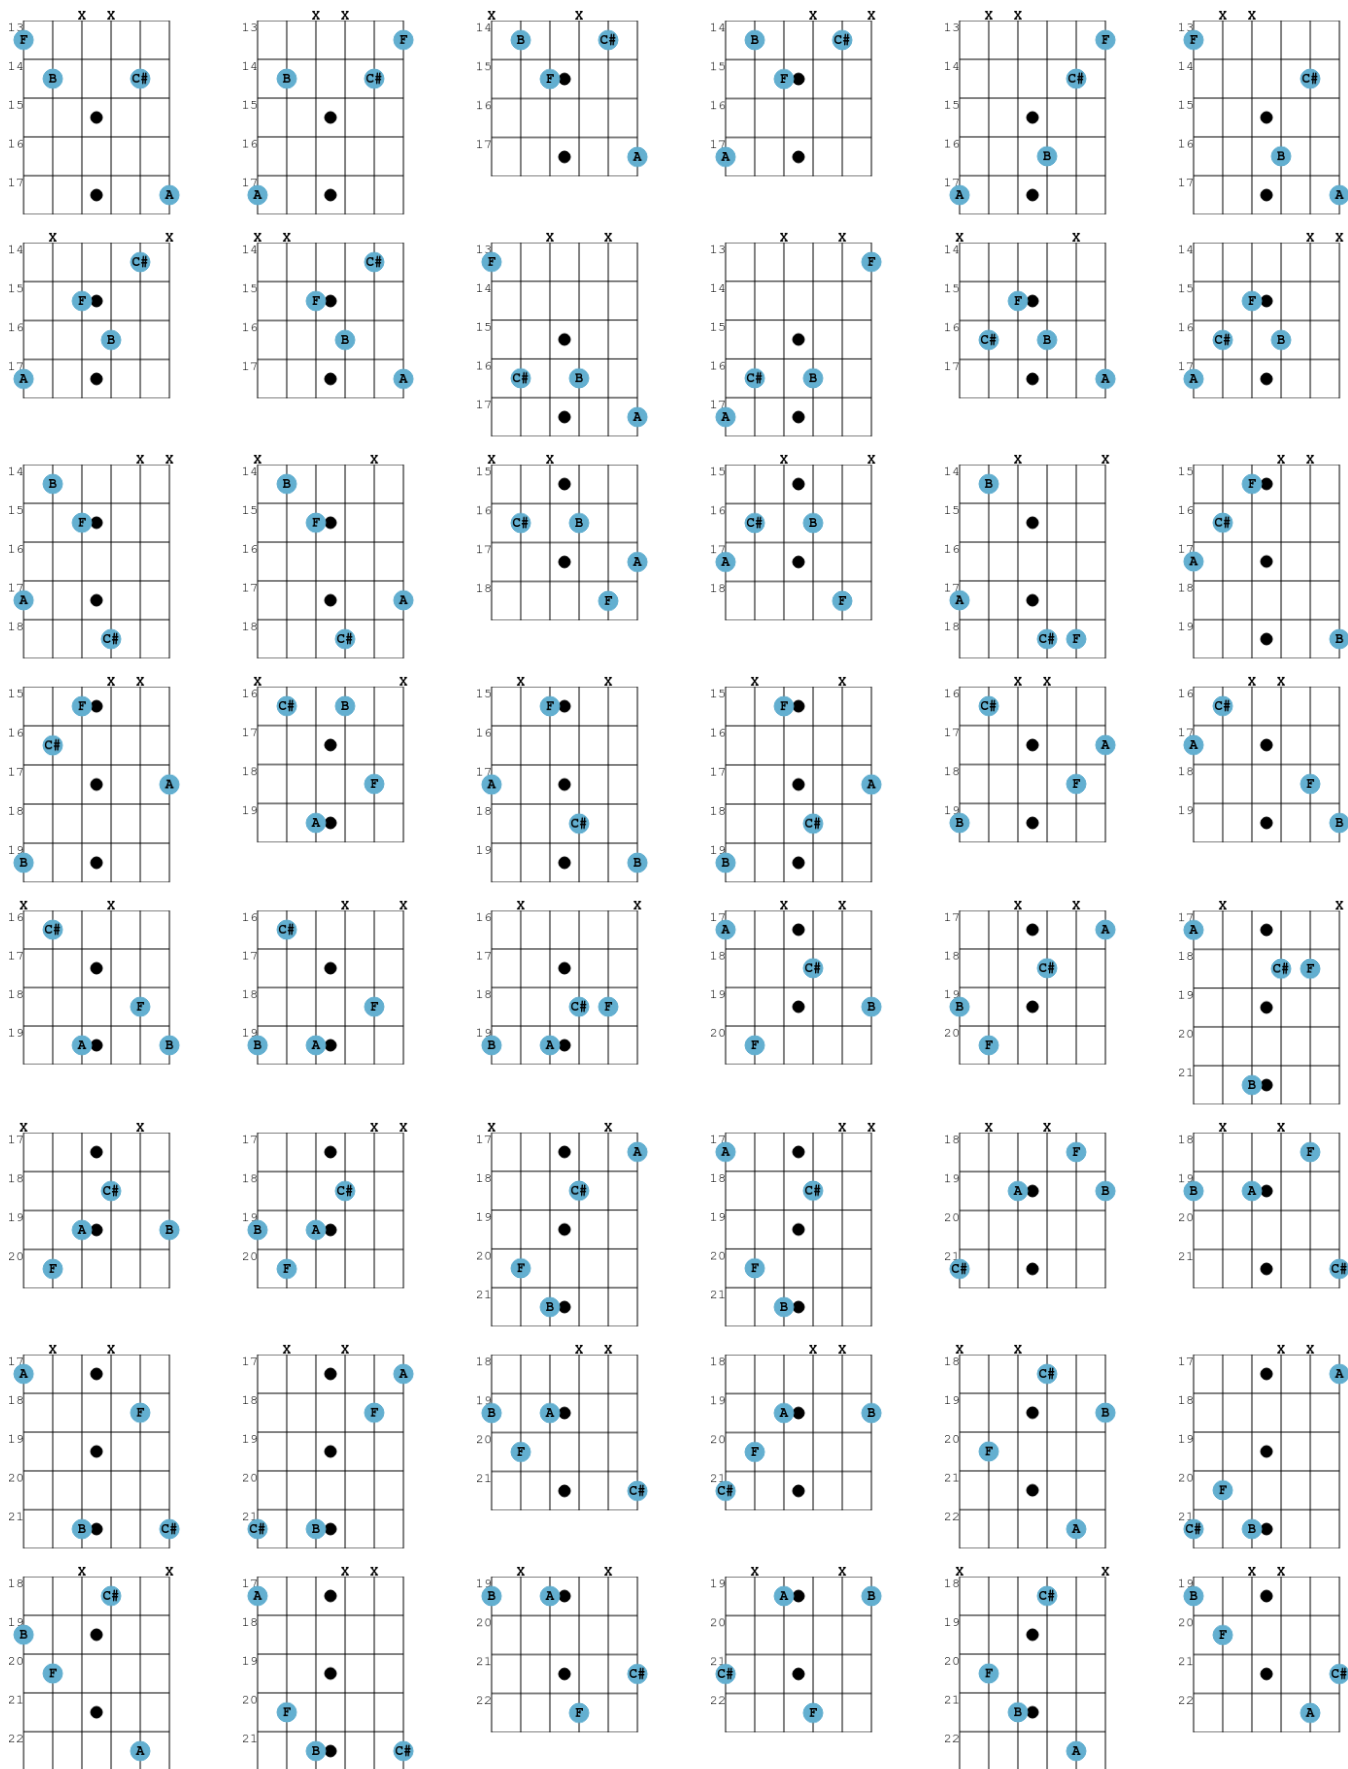 X X
13 F
14 B C#
15
16
17 A
X X
13 F
14 B C#
15
16
17 A
X X
14 B C#
15 F
16
17 A
X X
14 B C#
15 F
16
17 A
X X
13 F
14 C#
15
16 B
17 A
X X
13 F
14 C#
15
16 B
17 A
X X
14 C#
15 F
16 B
17 A
X X
14 C#
15 F
16 B
17 A
X X
13 F
14
15
16 C# B
17 A
X X
13 F
14
15
16 C# B
17 A
X X
14
15 F
16 C# B
17 A
X X
14
15 F
16 C# B
17 A
X X
14 B
15 F
16
17 A
18 C#
X X
14 B
15 F
16
17 A
18 C#
X X
15
16 C# B
17 A
18 F
X X
15
16 C# B
17 A
18 F
X X
14 B
15
16
17 A
18 C# F
X X
15 F
16 C#
17 A
18
19 B
X X
15 F
16 C#
17 A
18
19 B
X X
16 C# B
17
18 F
19 A
X X
15 F
16
17 A
18 C#
19 B
X X
15 F
16
17 A
18 C#
19 B
X X
16 C#
17 A
18 F
19 B
X X
16 C#
17 A
18 F
19 B
X X
16 C#
17
18 F
19 A B
X X
16 C#
17
18 F
19 B A
X X
16
17
18 C# F
19 B A
X X
17 A
18 C#
19 B
20 F
X X
17 A
18 C#
19 B
20 F
X X
17 A
18 C# F
19
20
21 B
X X
17
18 C#
19 A B
20 F
X X
17
18 C#
19 B A
20 F
X X
17 A
18 C#
19
20 F
21 B
X X
17 A
18 C#
19
20 F
21 B
X X
18 F
19 A B
20
21 C#
X X
18 F
19 B A
20
21 C#
X X
17 A
18 F
19
20
21 B C#
X X
17 A
18 F
19
20
21 C# B
X X
18
19 B A
20 F
21 C#
X X
18
19 A B
20 F
21 C#
X X
18 C#
19 B
20 F
21
22 A
X X
17 A
18
19
20 F
21 C# B
X X
18 C#
19 B
20 F
21
22 A
X X
17 A
18
19
20 F
21 B C#
X X
19 B A
20
21 C#
22 F
X X
19 A B
20
21 C#
22 F
X X
18 C#
19
20 F
21 B
22 A
X X
19 B
20 F
21 C#
22 A